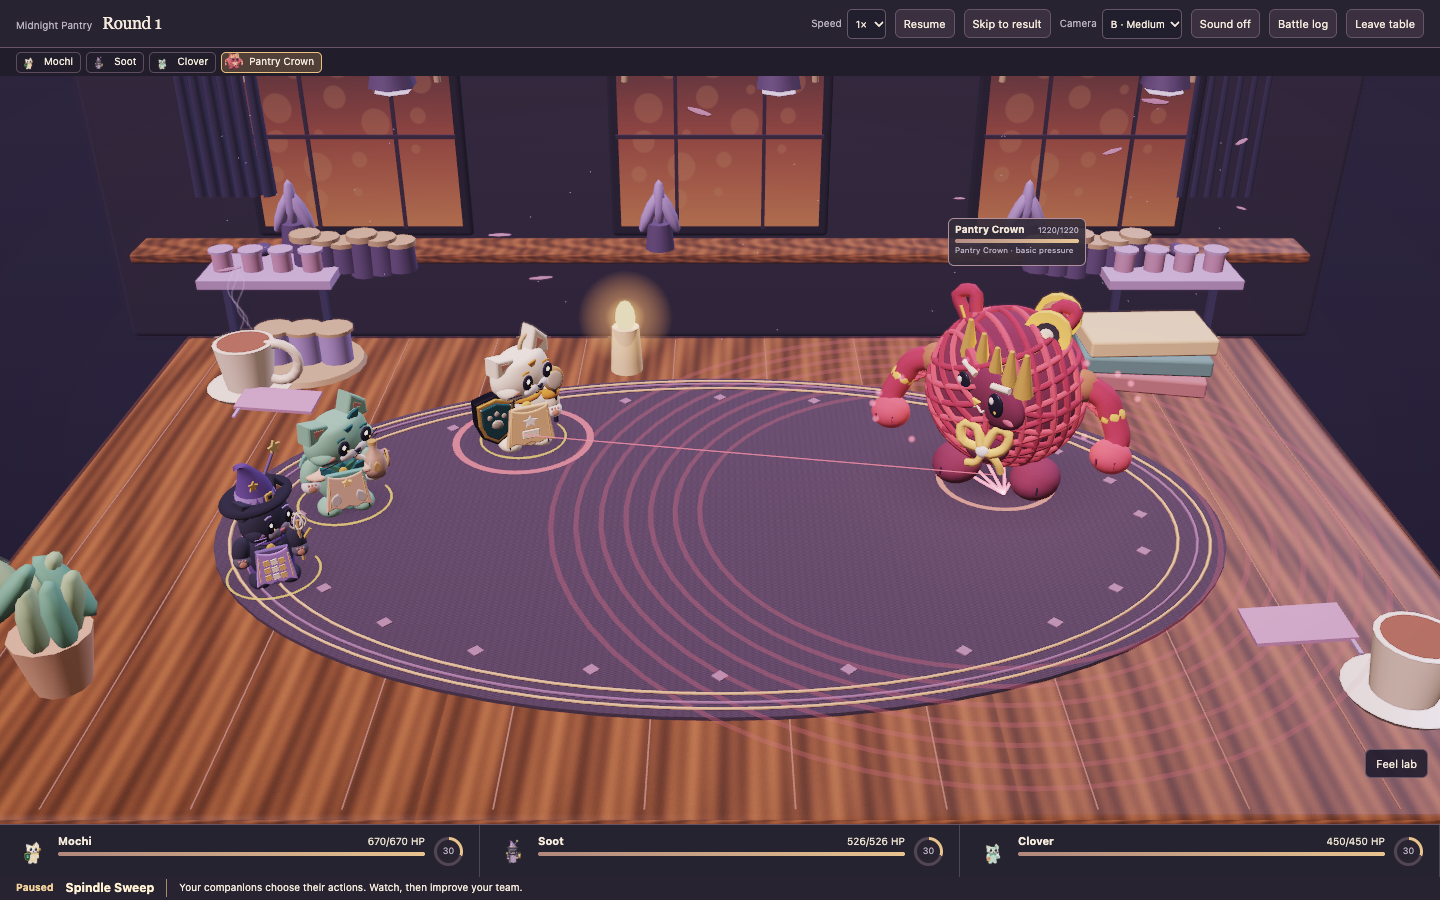 Midnight Pantry Round 1
Speed 1x Resume Skip to result Camera B · Medium Sound off Battle log Leave table
Mochi Soot Clover Pantry Crown
Pantry Crown 1220/1220
Pantry Crown · basic pressure
Feel lab
Mochi 670/670 HP 30
Soot 526/526 HP 30
Clover 450/450 HP 30
Paused Spindle Sweep Your companions choose their actions. Watch, then improve your team.